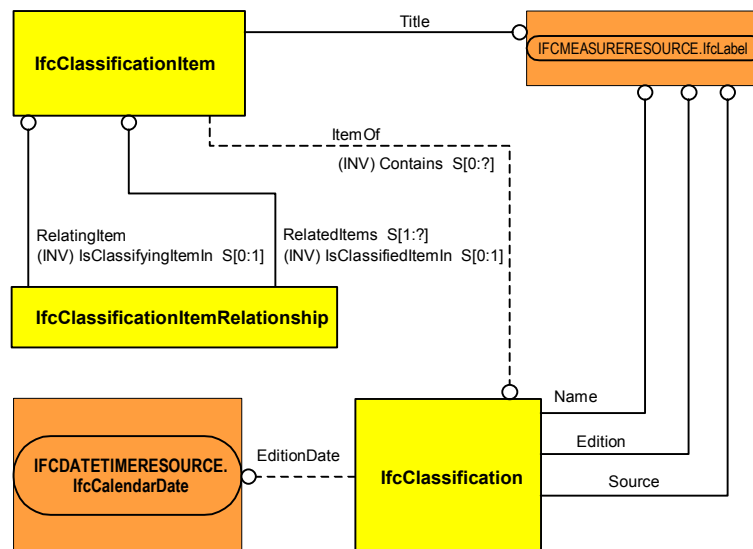 Title
IfcClassificationItem
IFCMEASURERESOURCE.IfcLabel
ItemOf
(INV) Contains S[0:?]
RelatingItem
(INV) IsClassifyingItemIn S[0:1]
RelatedItems S[1:?]
(INV) IsClassifiedItemIn S[0:1]
IfcClassificationItemRelationship
Name
Edition
Source
EditionDate
IFCDATETIMERESOURCE.
IfcCalendarDate
IfcClassification